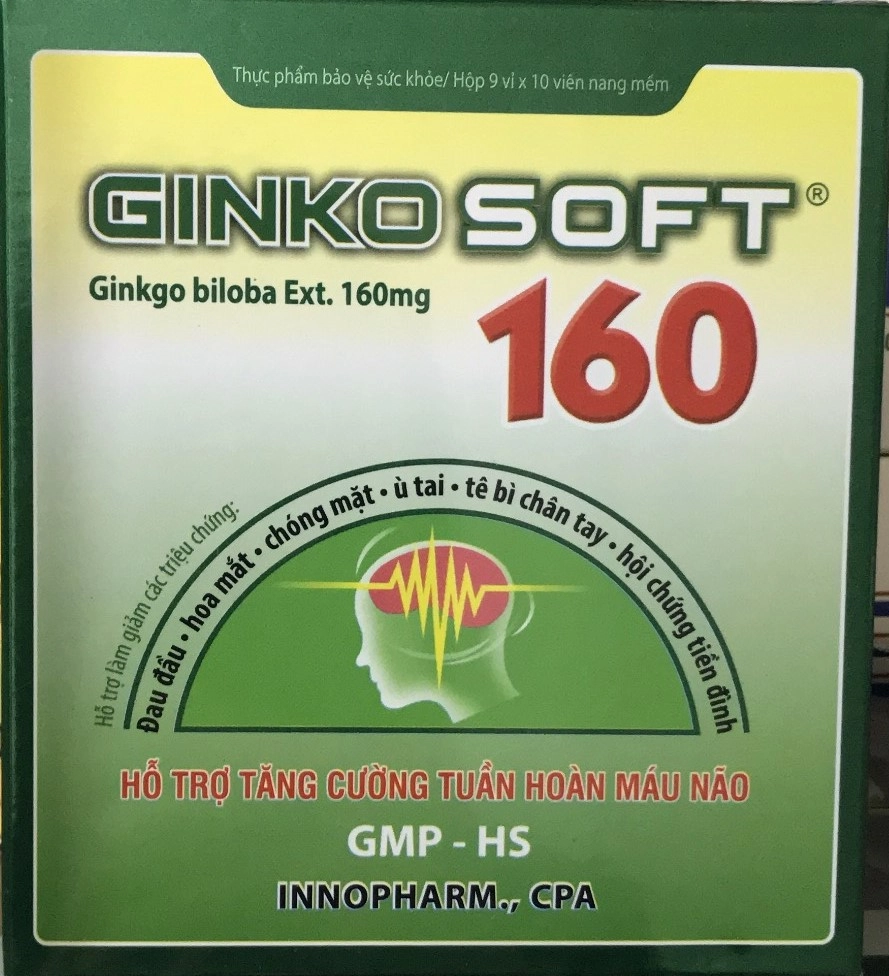 Thực phẩm bảo vệ sức khỏe/ Hộp 9 vỉ x 10 viên nang mềm
GINKO SOFT®
Ginkgo biloba Ext. 160mg
160
Hỗ trợ làm giảm các triệu chứng:
Đau đầu • hoa mắt • chóng mặt • ù tai • tê bì chân tay • hội chứng tiền đình
HỖ TRỢ TĂNG CƯỜNG TUẦN HOÀN MÁU NÃO
GMP - HS
INNOPHARM., CPA